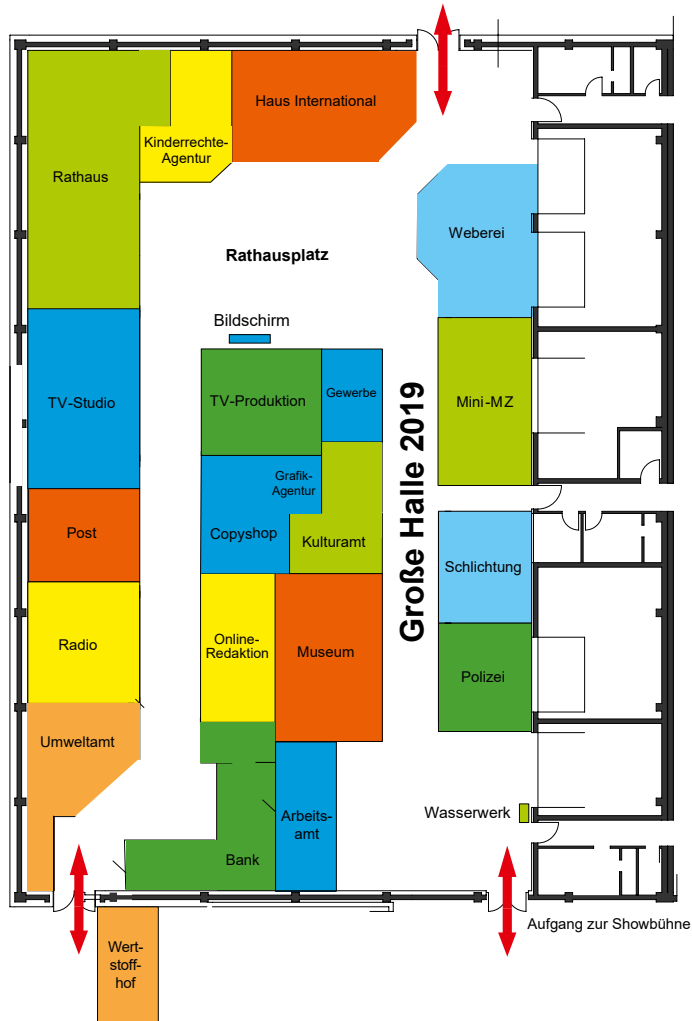 Haus International
Kinderrechte-
Agentur
Rathaus
Weberei
Rathausplatz
Bildschirm
TV-Studio
TV-Produktion
Gewerbe
Mini-MZ
Große Halle 2019
Grafik-
Agentur
Copyshop
Kulturamt
Post
Schlichtung
Radio
Online-
Redaktion
Museum
Polizei
Umweltamt
Wasserwerk
Arbeits-
amt
Bank
Aufgang zur Showbühne
Wert-
stoff-
hof